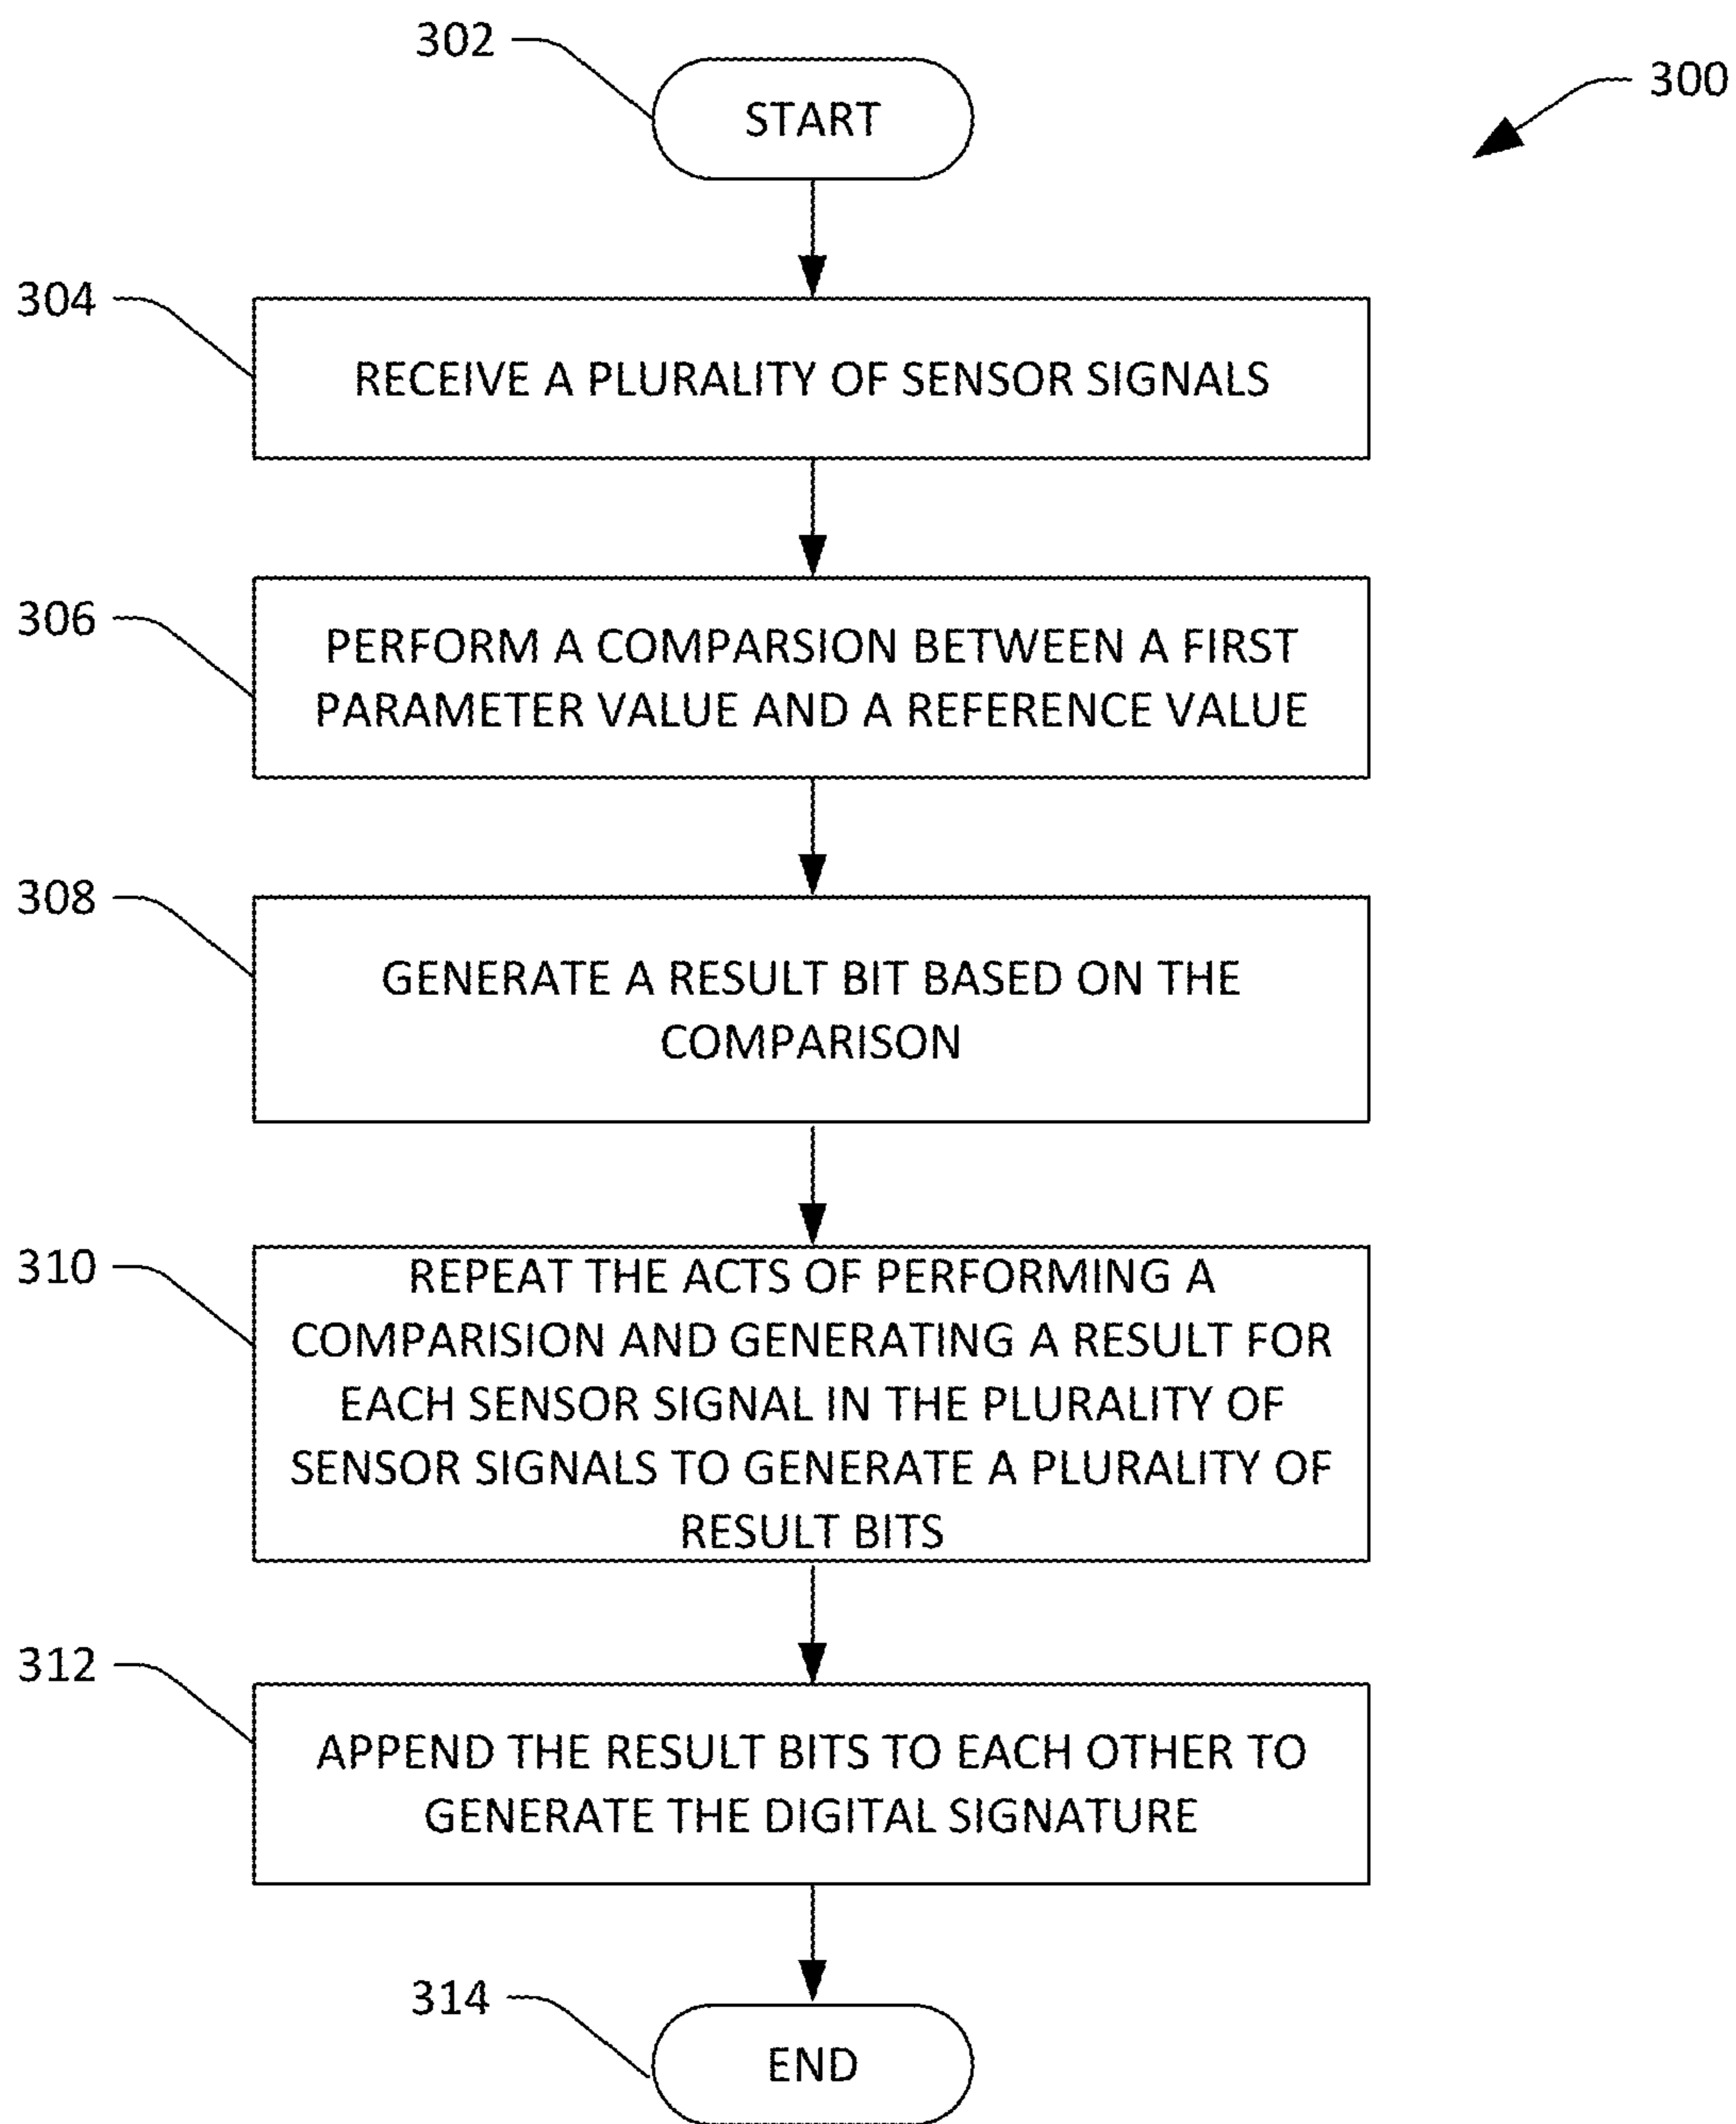 302
START
300
304
RECEIVE A PLURALITY OF SENSOR SIGNALS
306
PERFORM A COMPARSION BETWEEN A FIRST
PARAMETER VALUE AND A REFERENCE VALUE
308
GENERATE A RESULT BIT BASED ON THE
COMPARISON
310
REPEAT THE ACTS OF PERFORMING A
COMPARISION AND GENERATING A RESULT FOR
EACH SENSOR SIGNAL IN THE PLURALITY OF
SENSOR SIGNALS TO GENERATE A PLURALITY OF
RESULT BITS
312
APPEND THE RESULT BITS TO EACH OTHER TO
GENERATE THE DIGITAL SIGNATURE
314
END